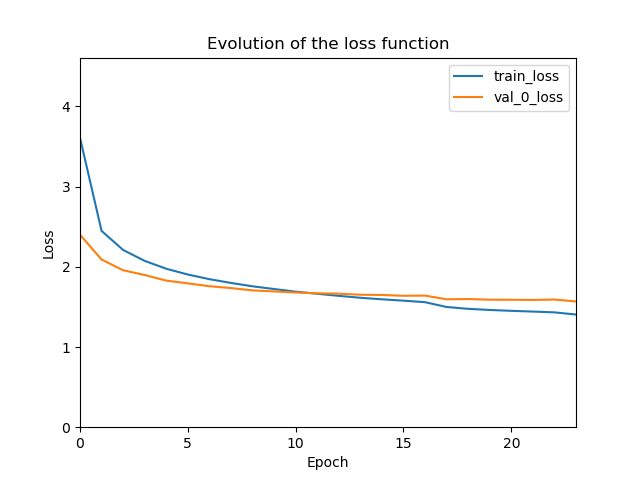 Evolution of the loss function
train_loss
val_0_loss
4
3
2
1
0
Loss
0 5 10 15 20
Epoch